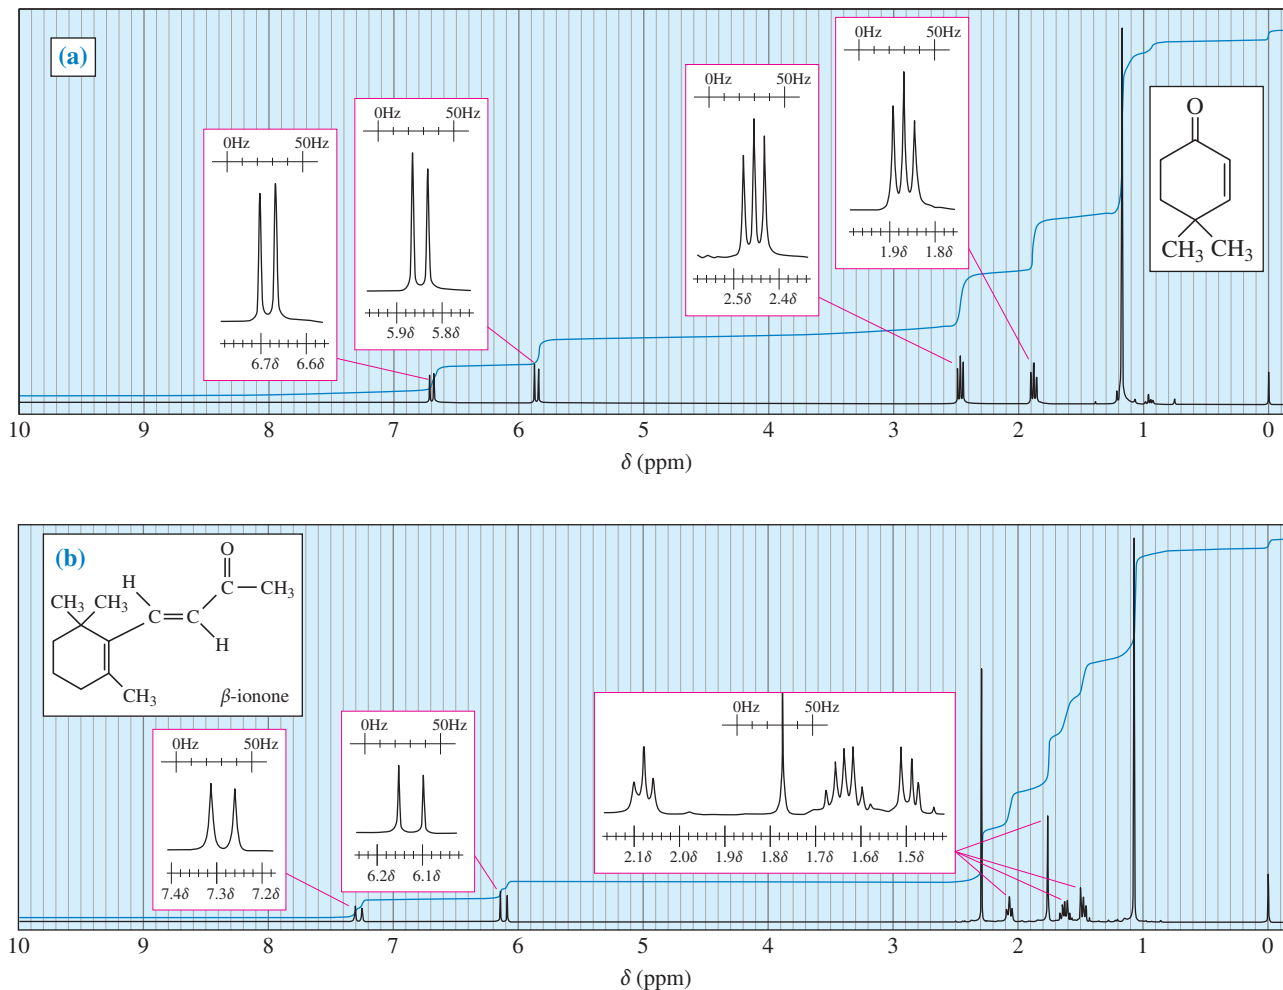 (a)
0Hz 50Hz
6.7δ 6.6δ
0Hz 50Hz
5.9δ 5.8δ
0Hz 50Hz
2.5δ 2.4δ
0Hz 50Hz
1.9δ 1.8δ
O
CH₃ CH₃
10 9 8 7 6 5 4 3 2 1 0
δ (ppm)
(b)
O
H C CH₃
CH₃ CH₃ C C
H
CH₃ β-ionone
0Hz 50Hz
7.4δ 7.3δ 7.2δ
0Hz 50Hz
6.2δ 6.1δ
0Hz 50Hz
2.1δ 2.0δ 1.9δ 1.8δ 1.7δ 1.6δ 1.5δ
10 9 8 7 6 5 4 3 2 1 0
δ (ppm)